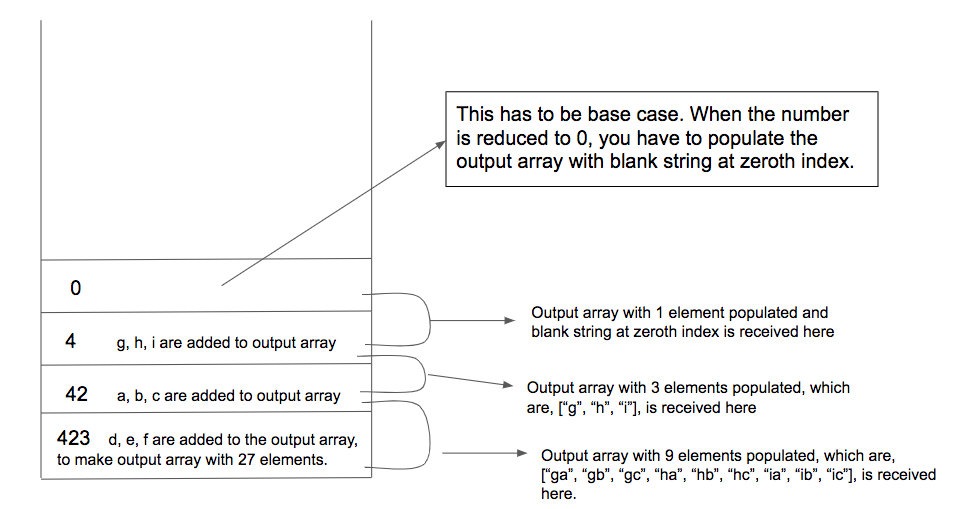 This has to be base case. When the number
is reduced to 0, you have to populate the
output array with blank string at zeroth index.
0
4 g, h, i are added to output array
42 a, b, c are added to output array
423 d, e, f are added to the output array,
to make output array with 27 elements.
Output array with 1 element populated and
blank string at zeroth index is received here
Output array with 3 elements populated, which
are, [“g”, “h”, “i”], is received here
Output array with 9 elements populated, which are,
[“ga”, “gb”, “gc”, “ha”, “hb”, “hc”, “ia”, “ib”, “ic”], is received
here.